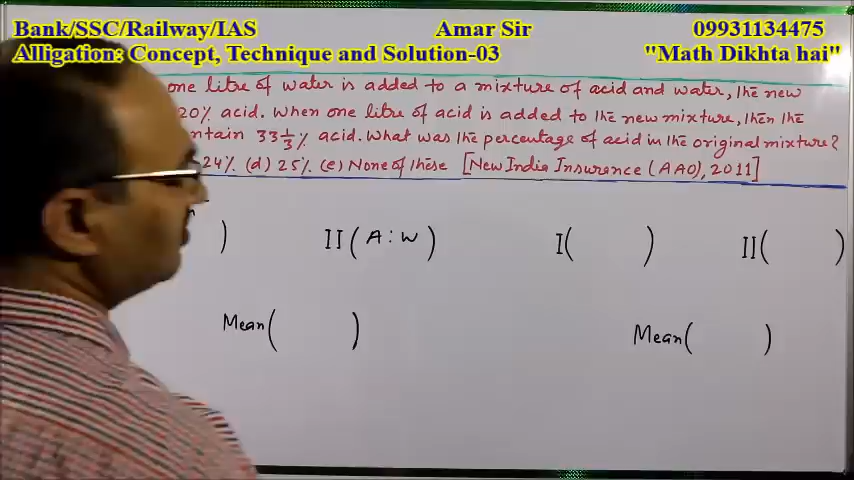 Bank/SSC/Railway/IAS Amar Sir 09931134475
Alligation: Concept, Technique and Solution-03 "Math Dikhta hai"
one litre of water is added to a mixture of acid and water, the new
20% acid. When one litre of acid is added to the new mixture, then the
ntain 33 1/3 % acid. What was the percentage of acid in the original mixture?
24%. (d) 25%. (e) None of these [New India Insurence (AAO), 2011]
) II ( A : W ) I( ) II( )
Mean( ) Mean( )